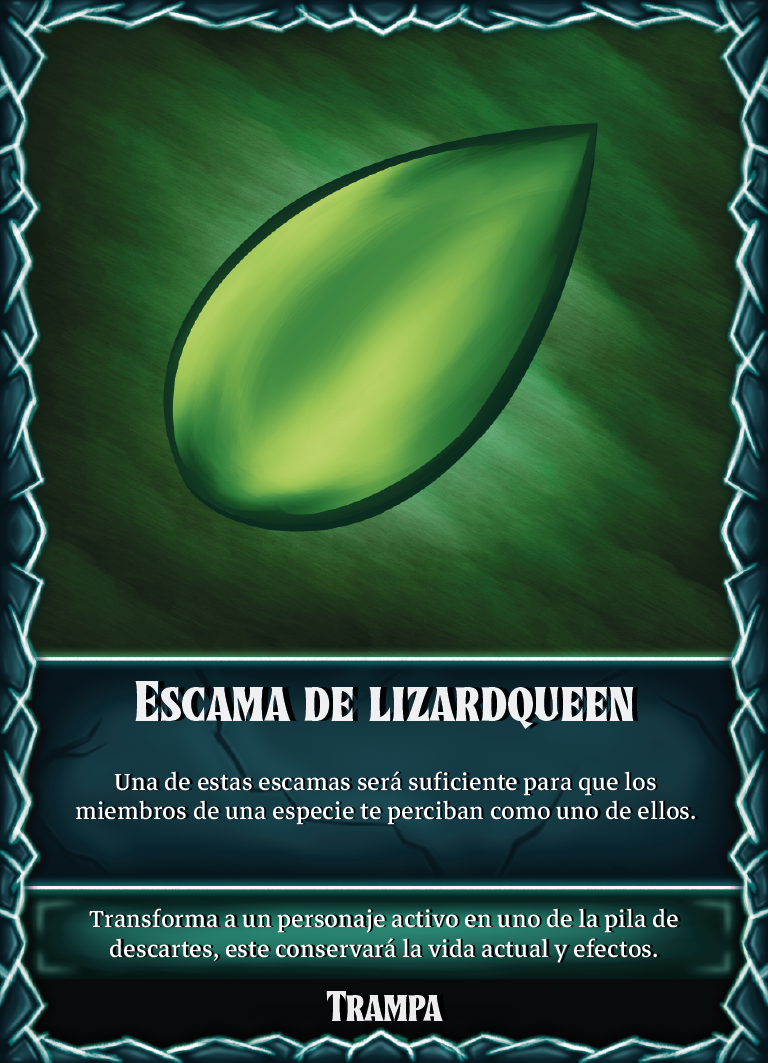 Escama de lizardqueen
Una de estas escamas será suficiente para que los
miembros de una especie te perciban como uno de ellos.
Transforma a un personaje activo en uno de la pila de
descartes, este conservará la vida actual y efectos.
Trampa